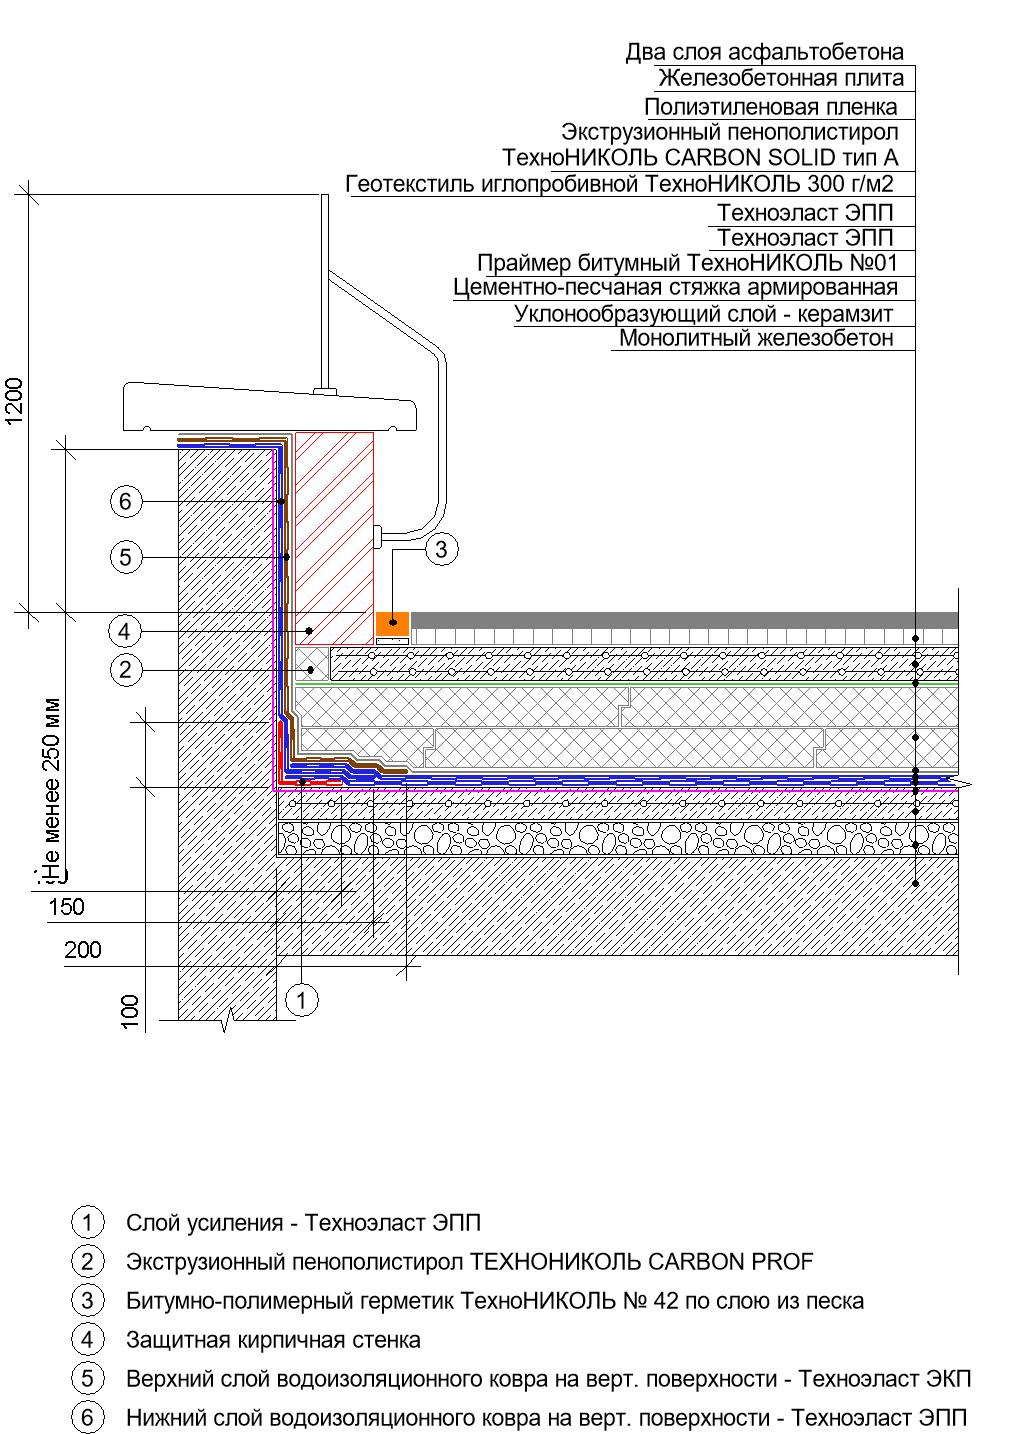 Два слоя асфальтобетона
Железобетонная плита
Полиэтиленовая пленка
Экструзионный пенополистирол
ТехноНИКОЛЬ CARBON SOLID тип А
Геотекстиль иглопробивной ТехноНИКОЛЬ 300 г/м2
Техноэласт ЭПП
Техноэласт ЭПП
Праймер битумный ТехноНИКОЛЬ №01
Цементно-песчаная стяжка армированная
Уклонообразующий слой - керамзит
Монолитный железобетон
1200
6
5
3
4
2
Не менее 250 мм
150
200
100
1
1 Слой усиления - Техноэласт ЭПП
2 Экструзионный пенополистирол ТЕХНОНИКОЛЬ CARBON PROF
3 Битумно-полимерный герметик ТехноНИКОЛЬ № 42 по слою из песка
4 Защитная кирпичная стенка
5 Верхний слой водоизоляционного ковра на верт. поверхности - Техноэласт ЭКП
6 Нижний слой водоизоляционного ковра на верт. поверхности - Техноэласт ЭПП